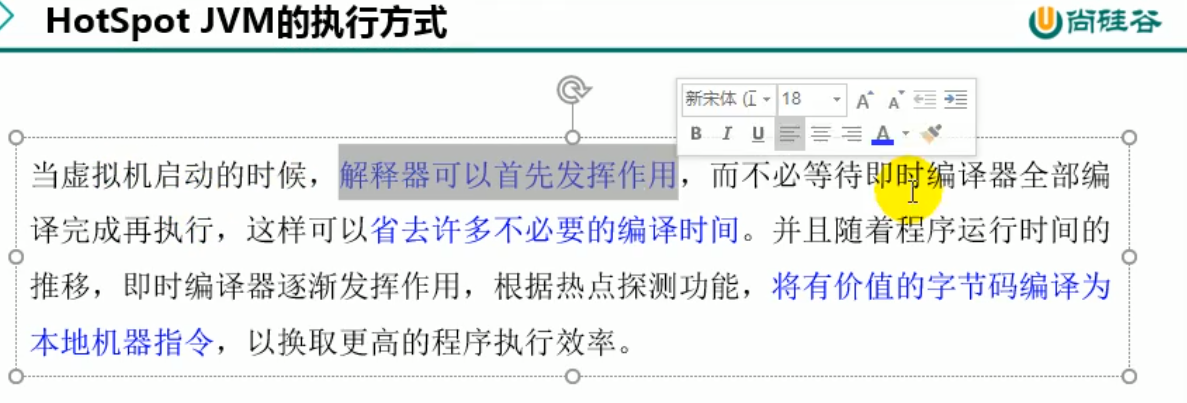 HotSpot JVM的执行方式
尚硅谷
新宋体 (正
18
A A
B I U A
当虚拟机启动的时候，解释器可以首先发挥作用，而不必等待即时编译器全部编
译完成再执行，这样可以省去许多不必要的编译时间。并且随着程序运行时间的
推移，即时编译器逐渐发挥作用，根据热点探测功能，将有价值的字节码编译为
本地机器指令，以换取更高的程序执行效率。